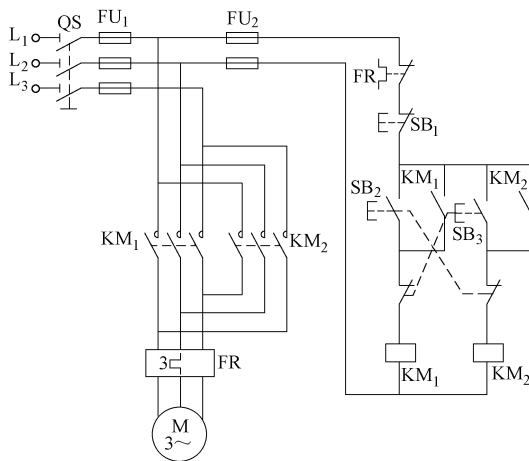 QS FU₁ FU₂
L₁
L₂
L₃
FR
SB₁
KM₁ KM₂
SB₂
SB₃
KM₁ KM₂
3 FR
KM₁ KM₂
M
3~